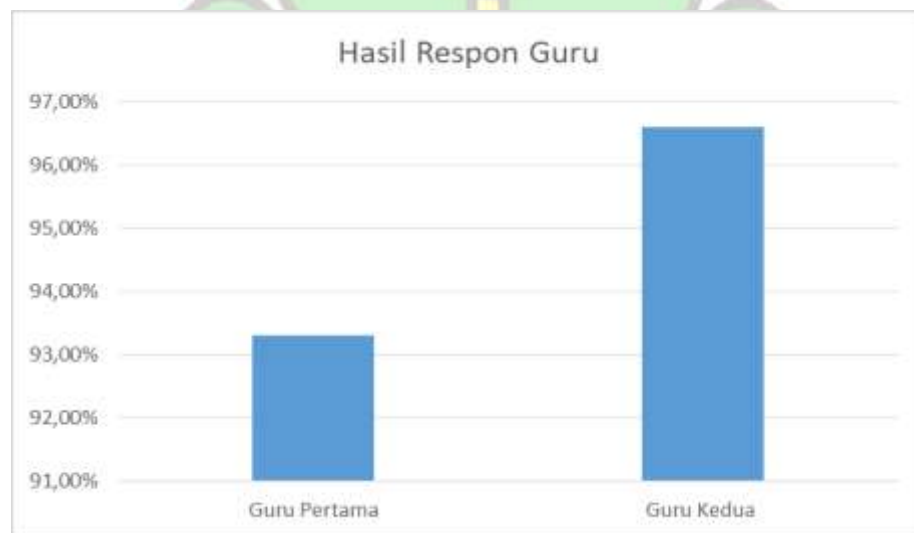 Hasil Respon Guru
97,00%
96,00%
95,00%
94,00%
93,00%
92,00%
91,00%
Guru Pertama
Guru Kedua